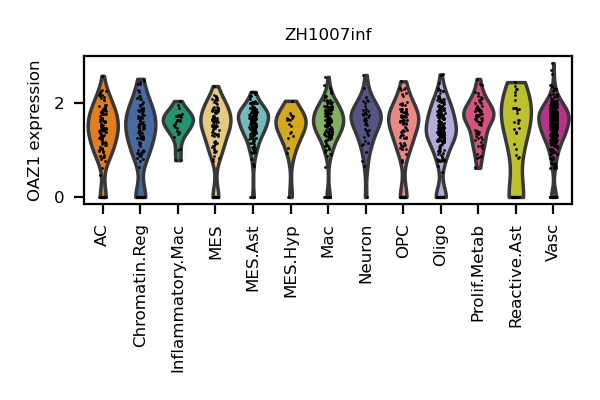 ZH1007inf
OAZ1 expression
2
0
AC
Chromatin.Reg
Inflammatory.Mac
MES
MES.Ast
MES.Hyp
Mac
Neuron
OPC
Oligo
Prolif.Metab
Reactive.Ast
Vasc